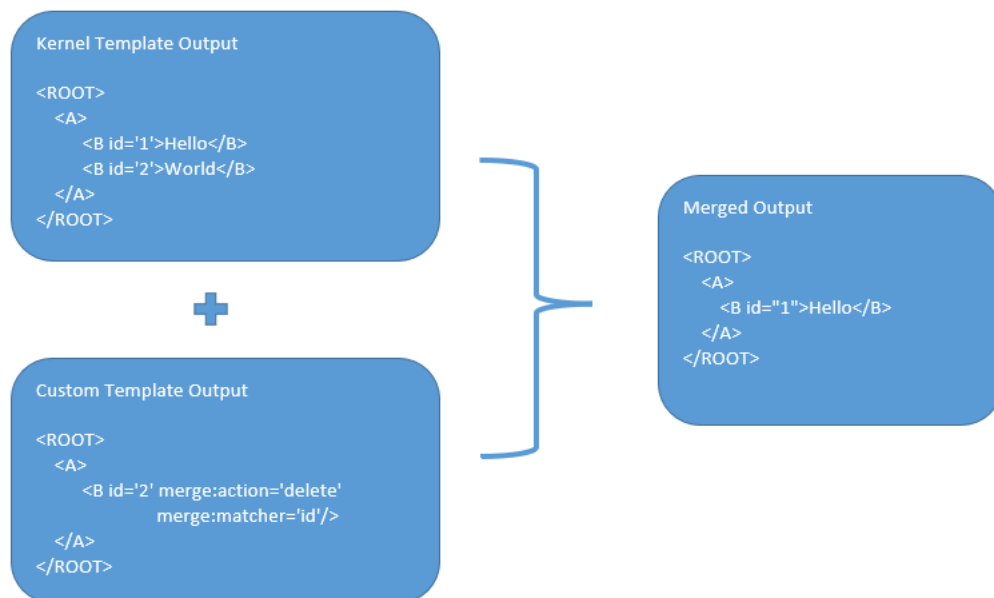 Kernel Template Output
<ROOT>
<A>
<B id='1'>Hello</B>
<B id='2'>World</B>
</A>
</ROOT>
Custom Template Output
<ROOT>
<A>
<B id='2' merge:action='delete'
merge:matcher='id'/>
</A>
</ROOT>
Merged Output
<ROOT>
<A>
<B id="1">Hello</B>
</A>
</ROOT>